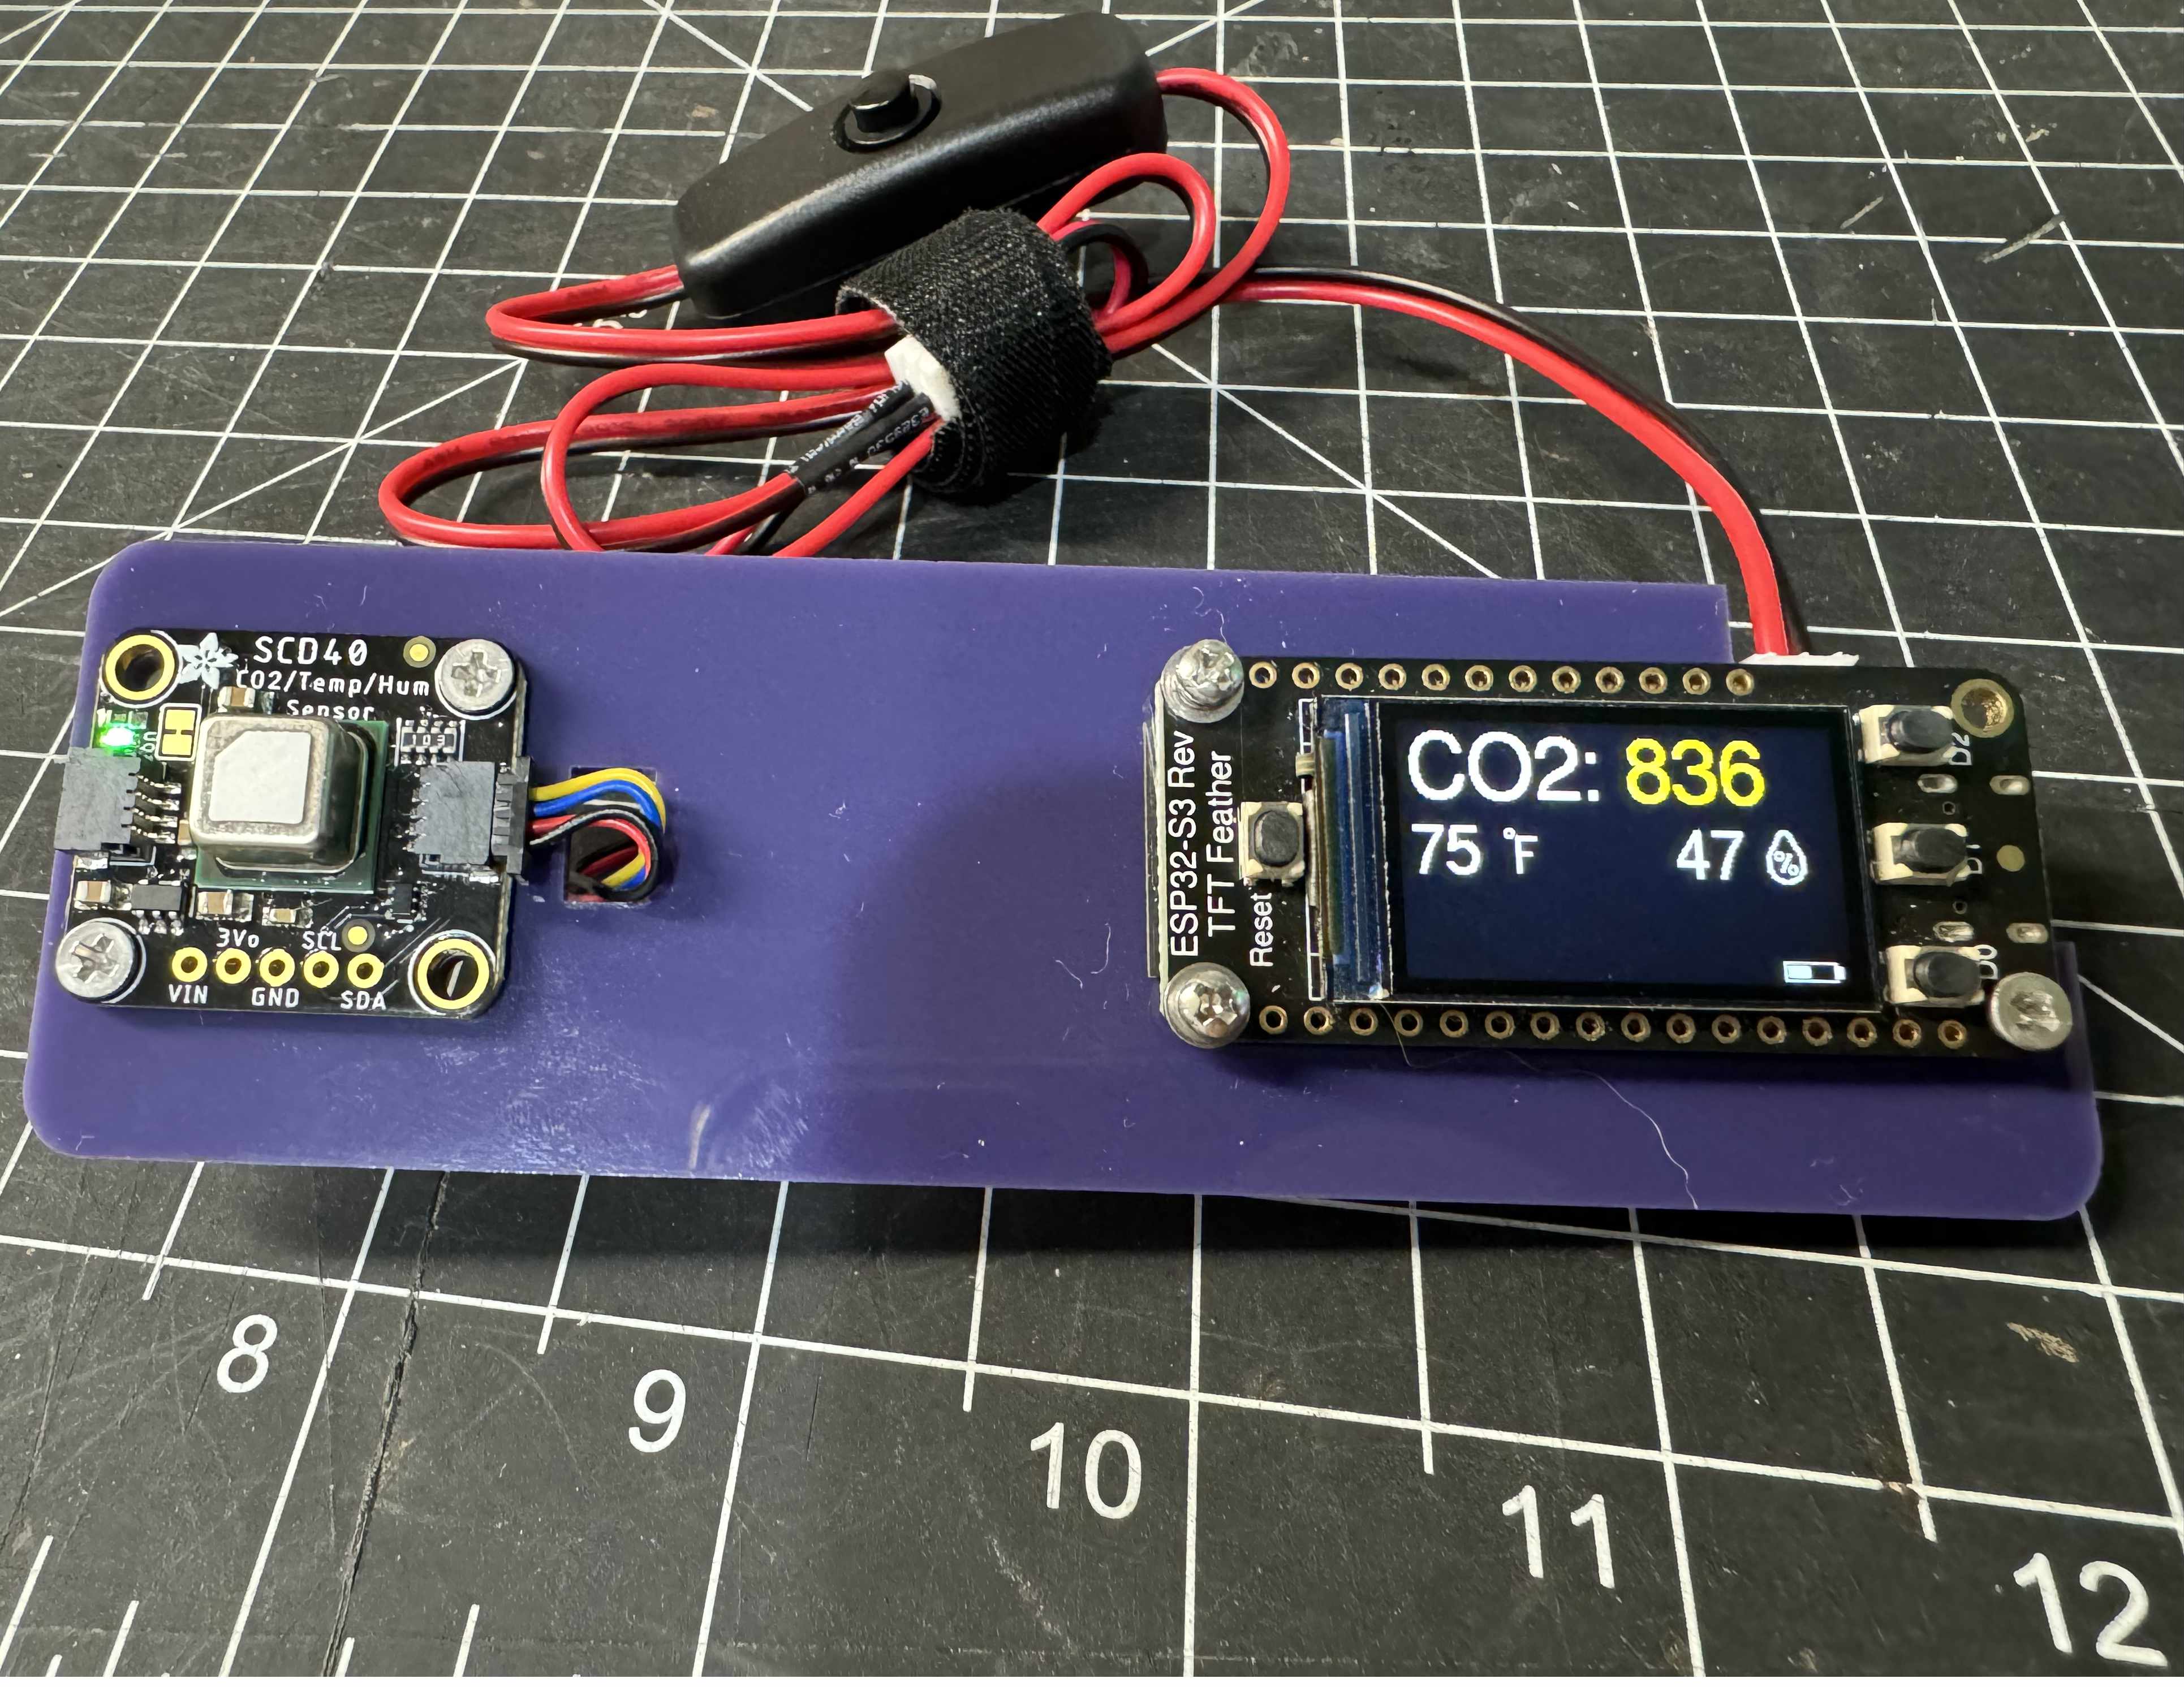 SCD40
CO2/Temp/Hum
Sensor
on
103
3Vo SCL
VIN GND SDA
ESP32-S3 Rev
TFT Feather
Reset
CO2: 836
75 °F 47 %
D2
D1
D0
8
9
10
11
12